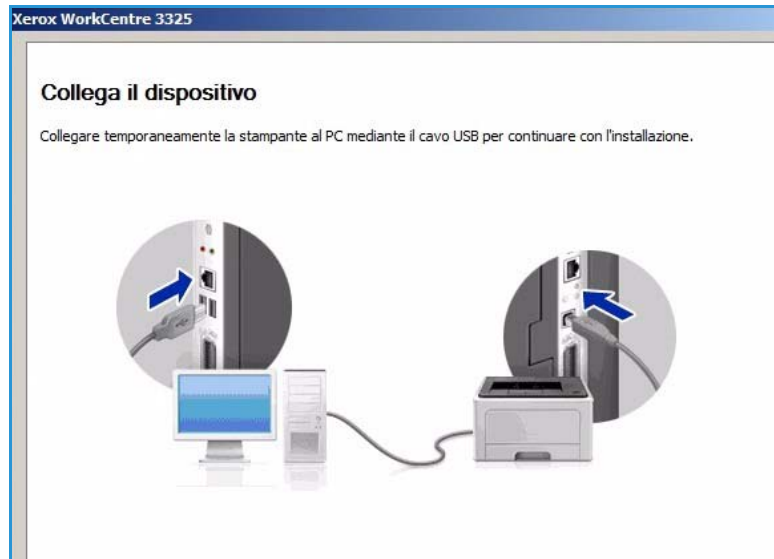 Xerox WorkCentre 3325
Collega il dispositivo
Collegare temporaneamente la stampante al PC mediante il cavo USB per continuare con l'installazione.